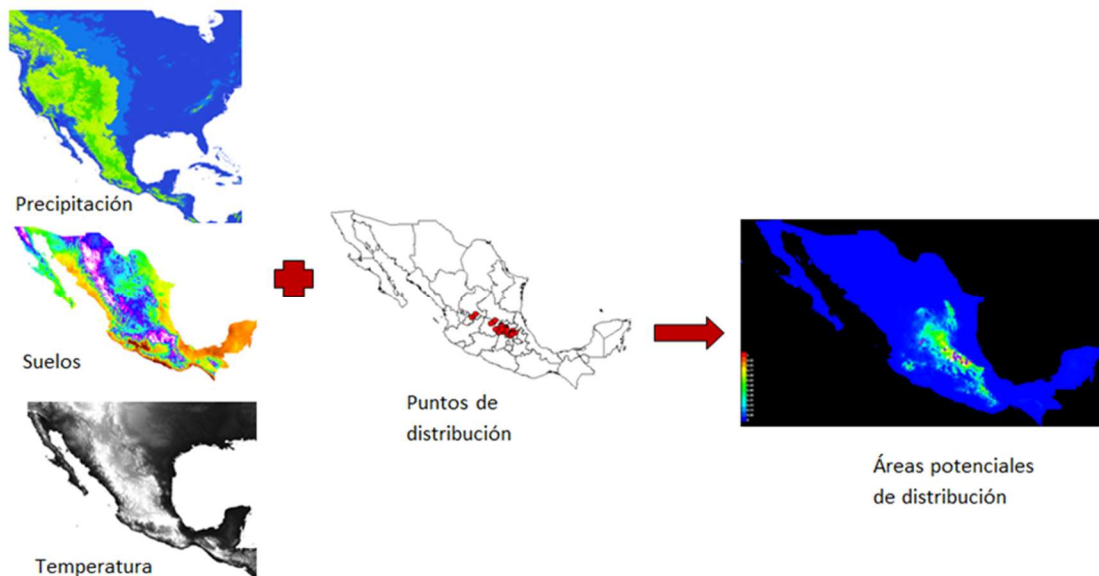 Precipitación
Suelos
Temperatura
Puntos de
distribución
Áreas potenciales
de distribución